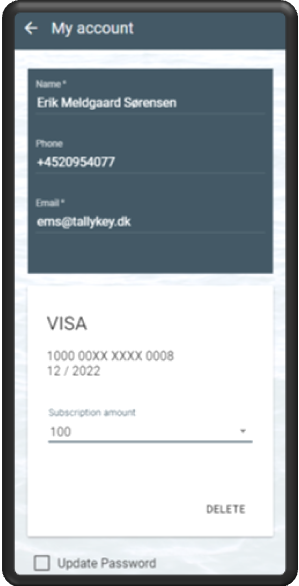 My account
Name*
Erik Meldgaard Sørensen
Phone
+4520954077
Email*
ems@tallykey.dk
VISA
1000 00XX XXXX 0008
12 / 2022
Subscription amount
100
DELETE
Update Password